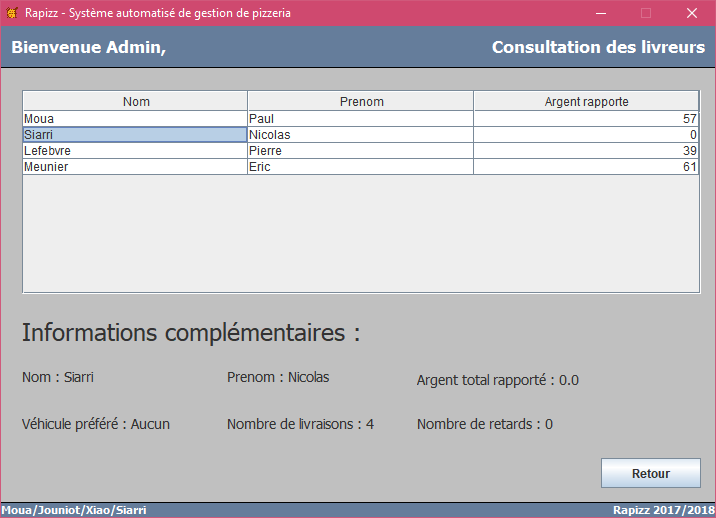 Rapizz - Système automatisé de gestion de pizzeria
Bienvenue Admin, Consultation des livreurs
Nom Prenom Argent rapporte
Moua Paul 57
Siarri Nicolas 0
Lefebvre Pierre 39
Meunier Eric 61
Informations complémentaires :
Nom : Siarri Prenom : Nicolas Argent total rapporté : 0.0
Véhicule préféré : Aucun Nombre de livraisons : 4 Nombre de retards : 0
Retour
Moua/Jouniot/Xiao/Siarri Rapizz 2017/2018